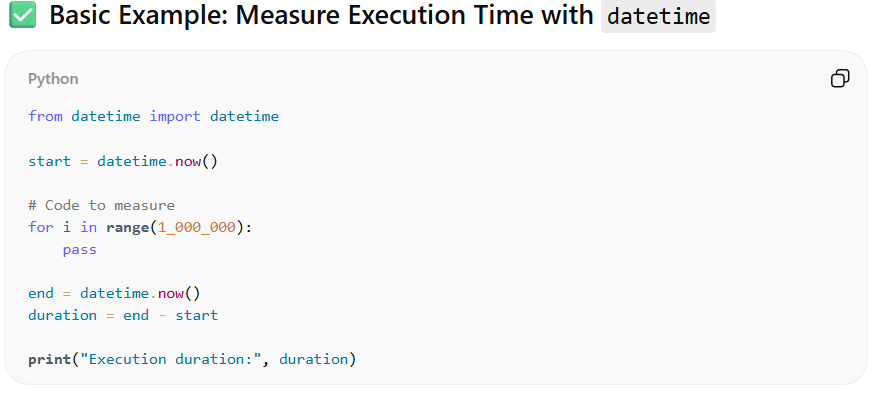 ✅ Basic Example: Measure Execution Time with datetime
Python
from datetime import datetime
start = datetime.now()
# Code to measure
for i in range(1_000_000):
    pass
end = datetime.now()
duration = end - start
print("Execution duration:", duration)